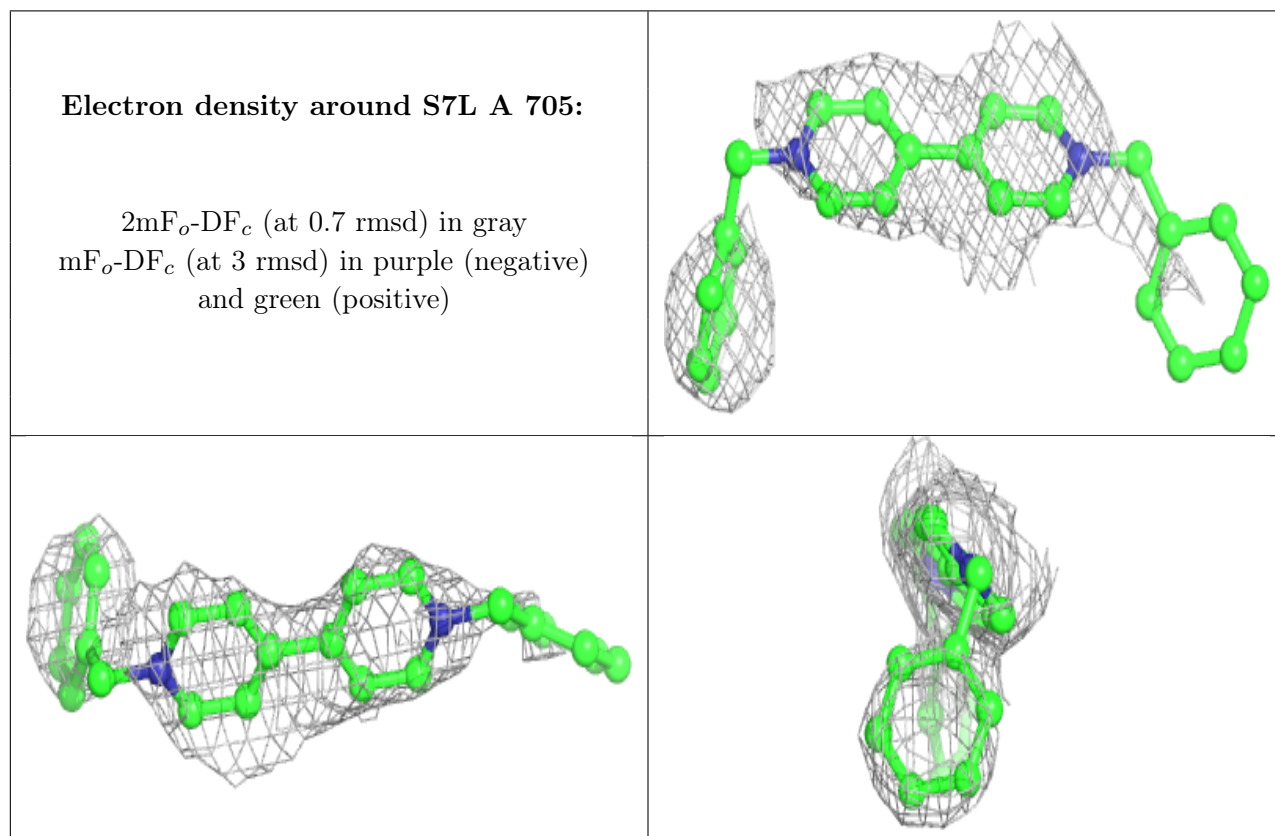 Electron density around S7L A 705:
2mFo-DFc (at 0.7 rmsd) in gray
mFo-DFc (at 3 rmsd) in purple (negative)
and green (positive)